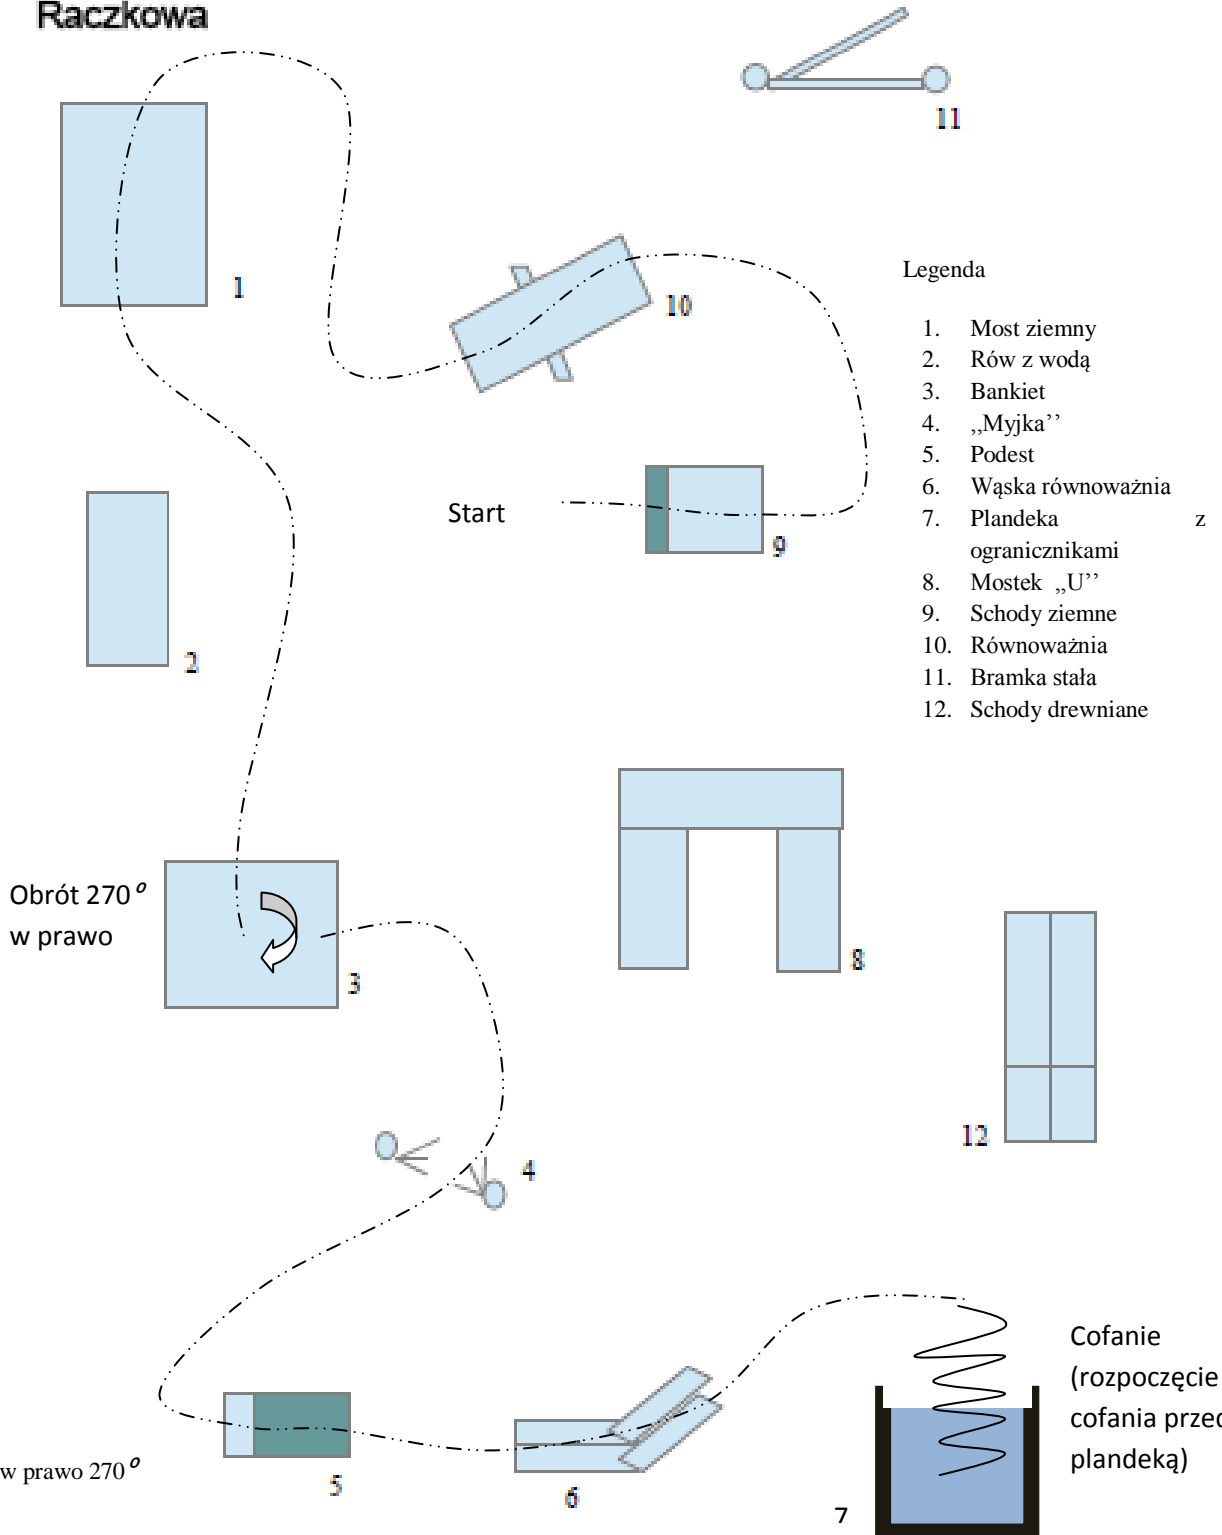 Raczkowa
11
1
10
Legenda
1. Most ziemny
2. Rów z wodą
3. Bankiet
4. ,,Myjka’’
5. Podest
6. Wąska równoważnia
7. Plandeka z
ogranicznikami
8. Mostek ,,U’’
9. Schody ziemne
10. Równoważnia
11. Bramka stała
12. Schody drewniane
Start
9
2
Obrót 270°
w prawo
3
8
12
4
Cofanie
(rozpoczęcie
cofania przed
plandeką)
w prawo 270°
5
6
7